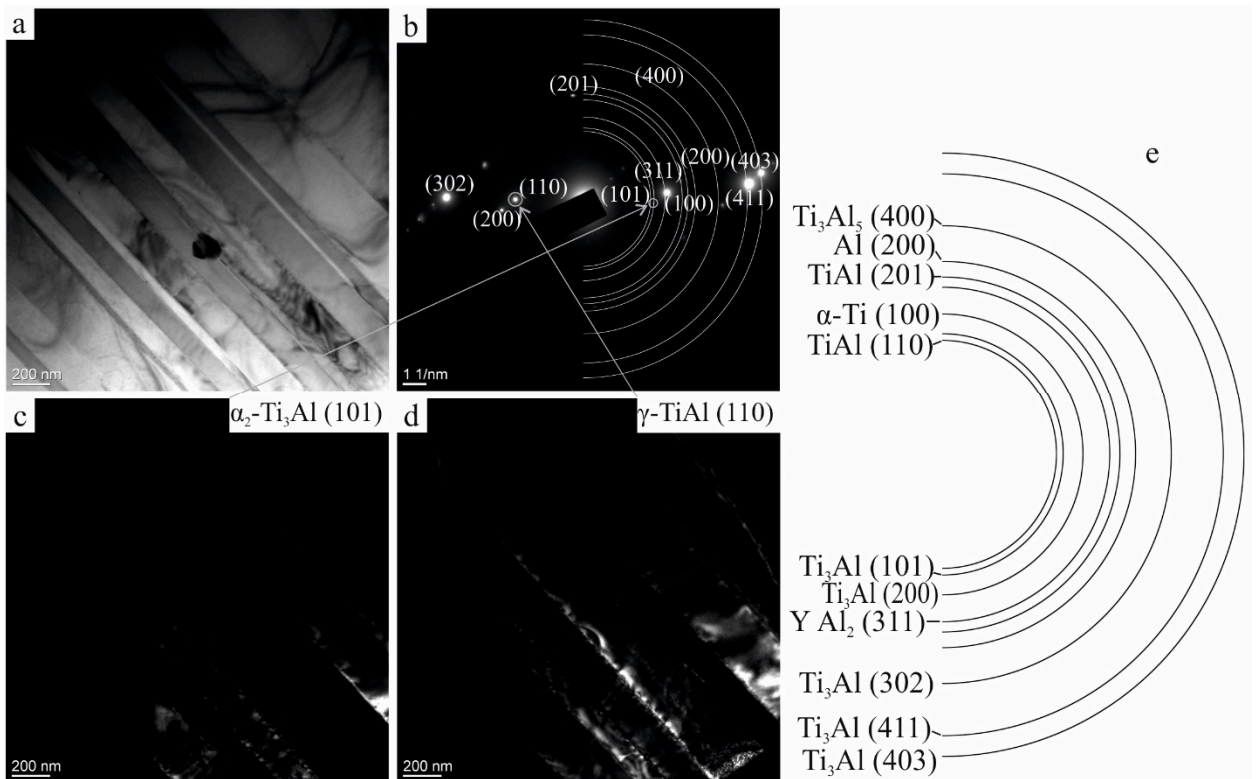 a
200 nm
b
(201)
(400)
(302)
(110)
(200)
(311)
(101)
(100)
(200)
(403)
(411)
1 1/nm
c
α₂-Ti₃Al (101)
200 nm
d
γ-TiAl (110)
200 nm
e
Ti₃Al₅ (400)
Al (200)
TiAl (201)
α-Ti (100)
TiAl (110)
Ti₃Al (101)
Ti₃Al (200)
Y Al₂ (311)
Ti₃Al (302)
Ti₃Al (411)
Ti₃Al (403)